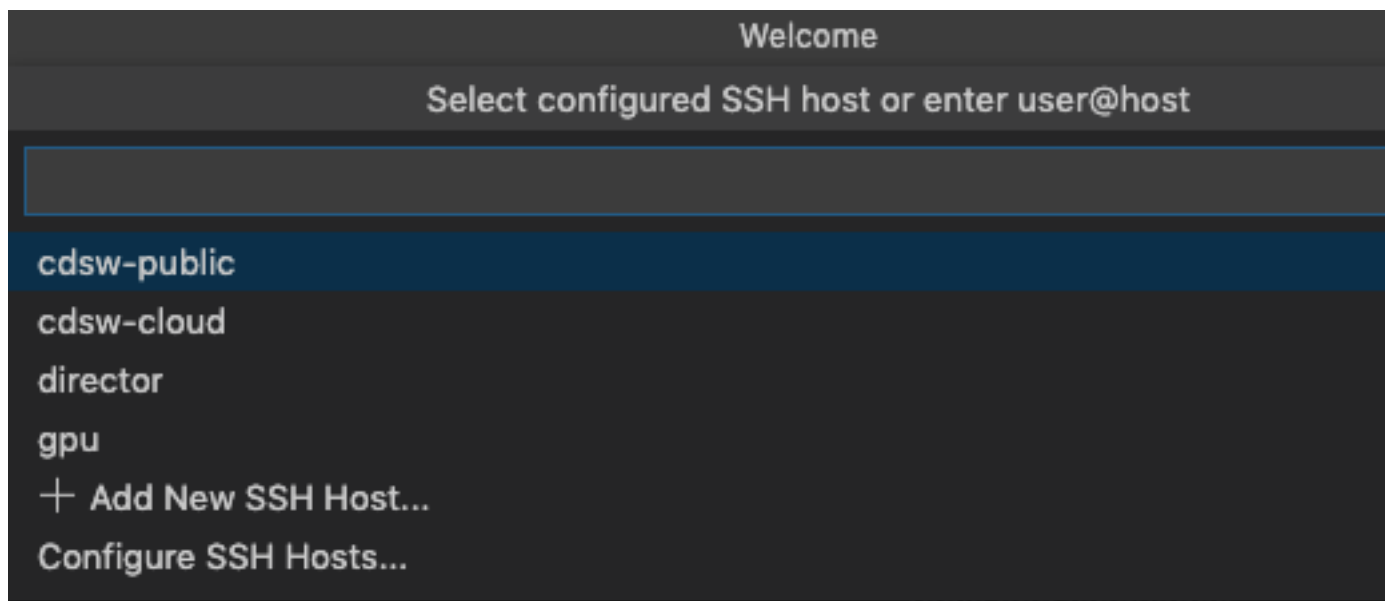 Welcome
Select configured SSH host or enter user@host
cdsw-public
cdsw-cloud
director
gpu
+ Add New SSH Host...
Configure SSH Hosts...